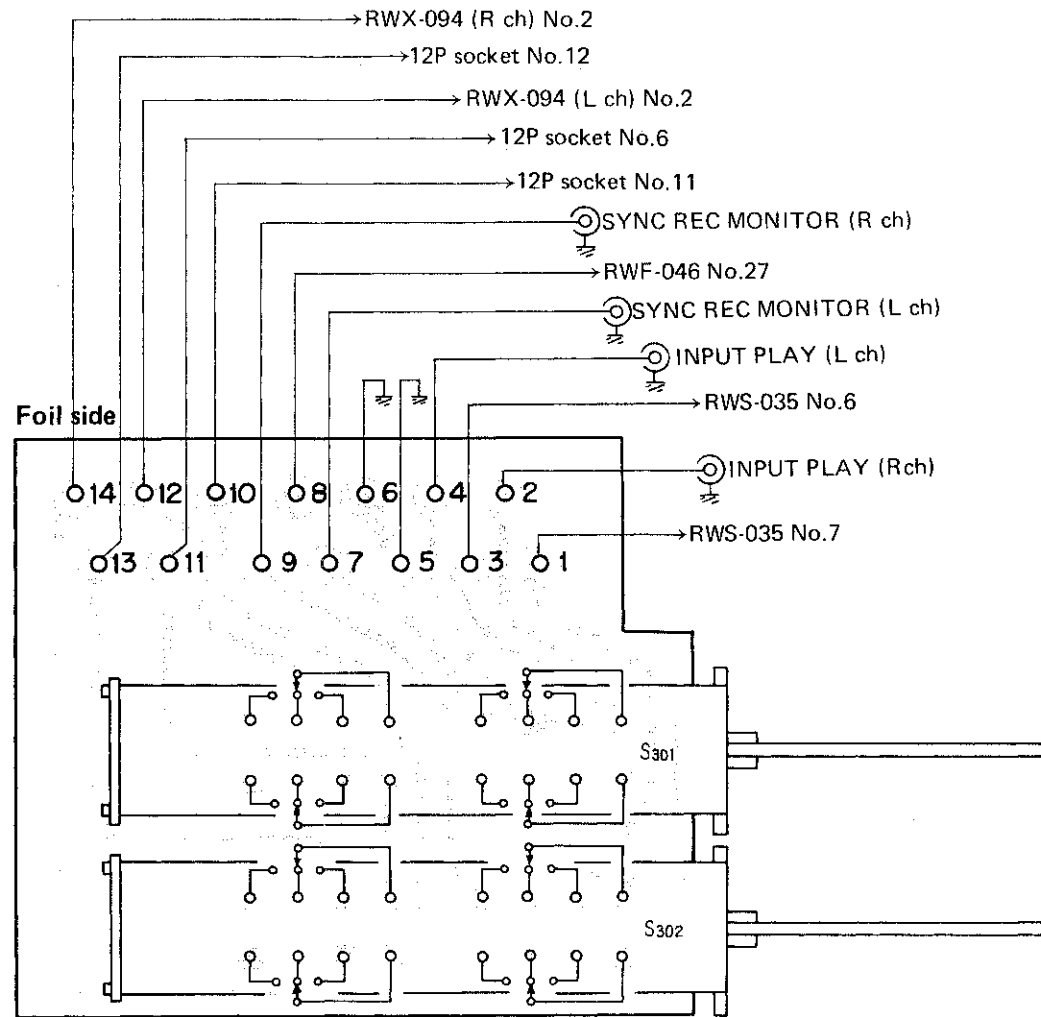 RWX-094 (R ch) No.2
12P socket No.12
RWX-094 (L ch) No.2
12P socket No.6
12P socket No.11
SYNC REC MONITOR (R ch)
RWF-046 No.27
SYNC REC MONITOR (L ch)
INPUT PLAY (L ch)
RWS-035 No.6
Foil side
INPUT PLAY (Rch)
14 12 10 8 6 4 2
RWS-035 No.7
13 11 9 7 5 3 1
S301
S302